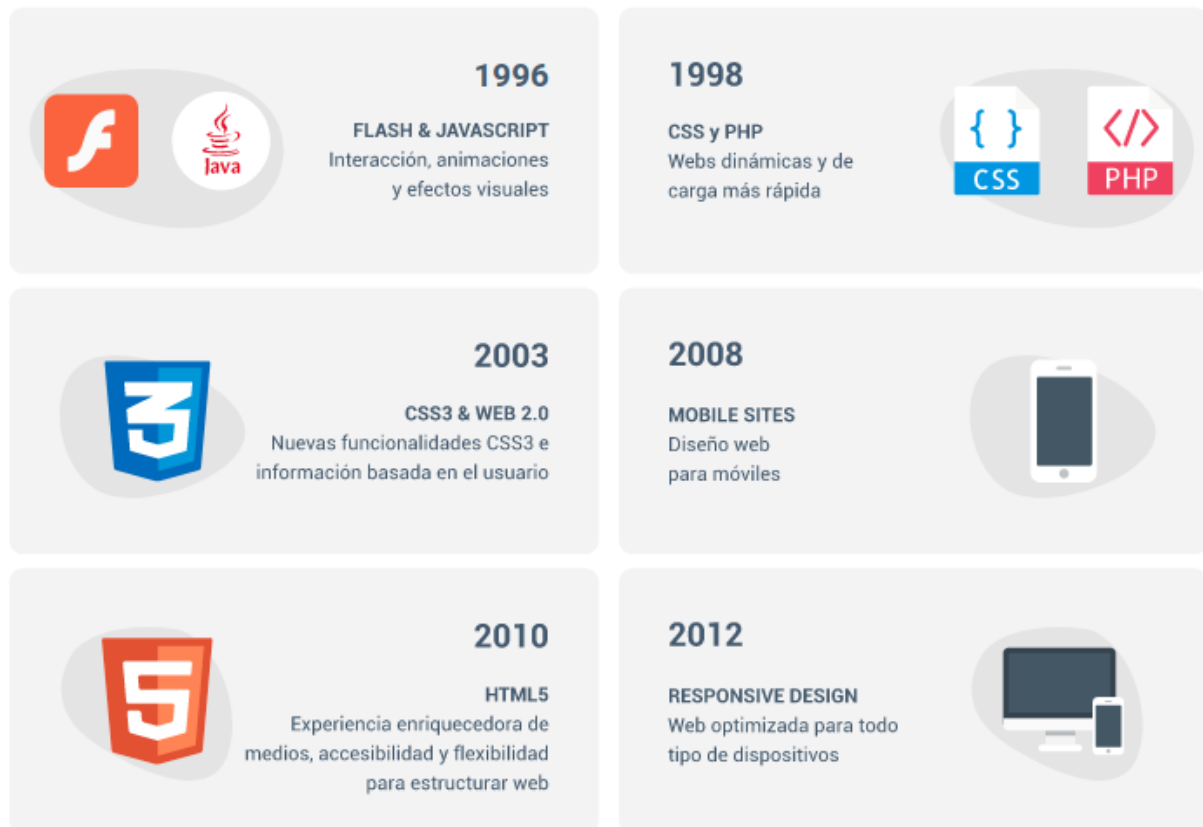 1996
FLASH & JAVASCRIPT
Interacción, animaciones
y efectos visuales
Java
1998
CSS y PHP
Webs dinámicas y de
carga más rápida
{ }
CSS
</>
PHP
2003
CSS3 & WEB 2.0
Nuevas funcionalidades CSS3 e
información basada en el usuario
3
2008
MOBILE SITES
Diseño web
para móviles
2010
HTML5
Experiencia enriquecedora de
medios, accesibilidad y flexibilidad
para estructurar web
5
2012
RESPONSIVE DESIGN
Web optimizada para todo
tipo de dispositivos